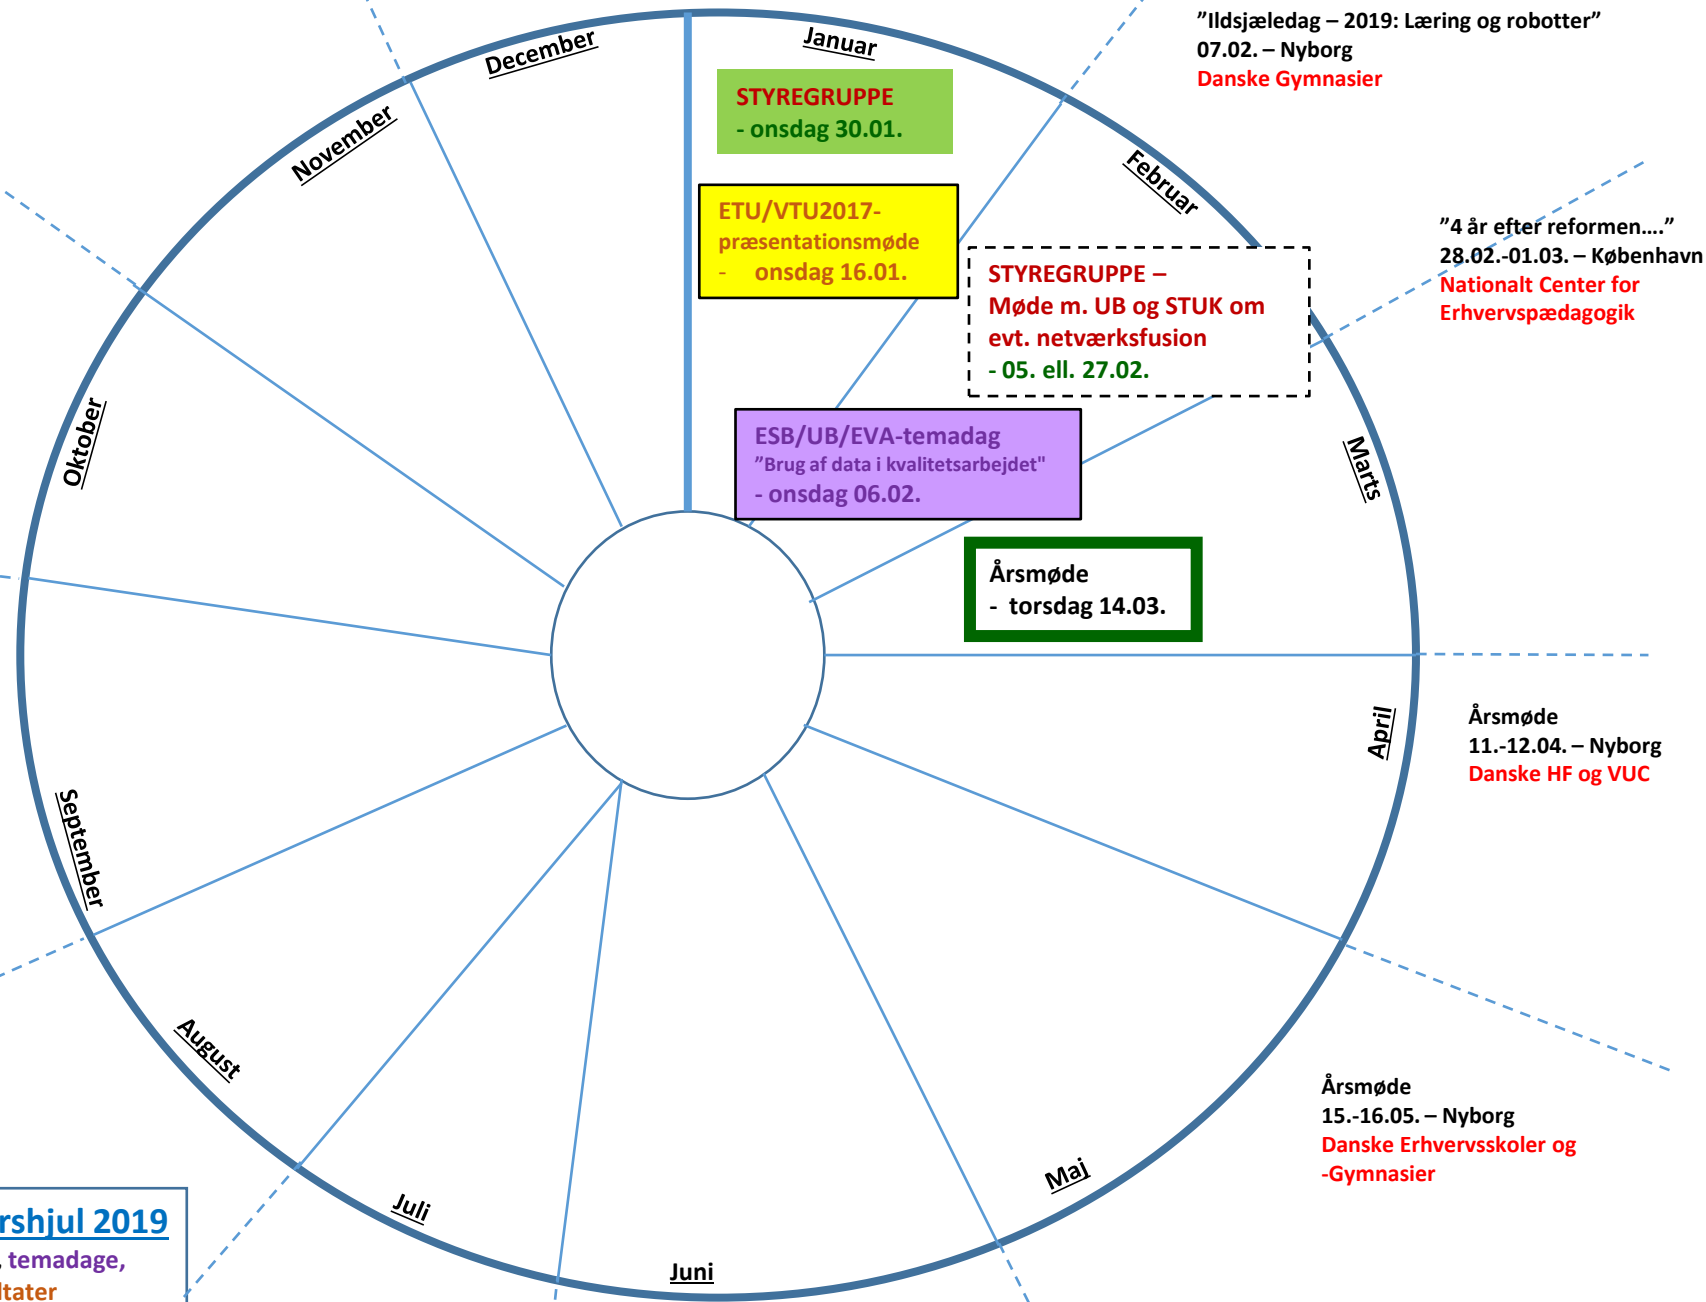 "Ildsjæledag – 2019: Læring og robotter"
07.02. – Nyborg
Danske Gymnasier
December
Januar
STYREGRUPPE
- onsdag 30.01.
November
Februar
ETU/VTU2017-
præsentationsmøde
- onsdag 16.01.
"4 år efter reformen...."
28.02.-01.03. – København
Nationalt Center for
Erhvervspædagogik
STYREGRUPPE –
Møde m. UB og STUK om
evt. netværksfusion
- 05. ell. 27.02.
Oktober
ESB/UB/EVA-temadag
"Brug af data i kvalitetsarbejdet"
- onsdag 06.02.
Marts
Årsmøde
- torsdag 14.03.
April
Årsmøde
11.-12.04. – Nyborg
Danske HF og VUC
September
August
Årsmøde
15.-16.05. – Nyborg
Danske Erhvervsskoler og
-Gymnasier
Maj
Juli
Juni
rshjul 2019
, temadage,
ltater